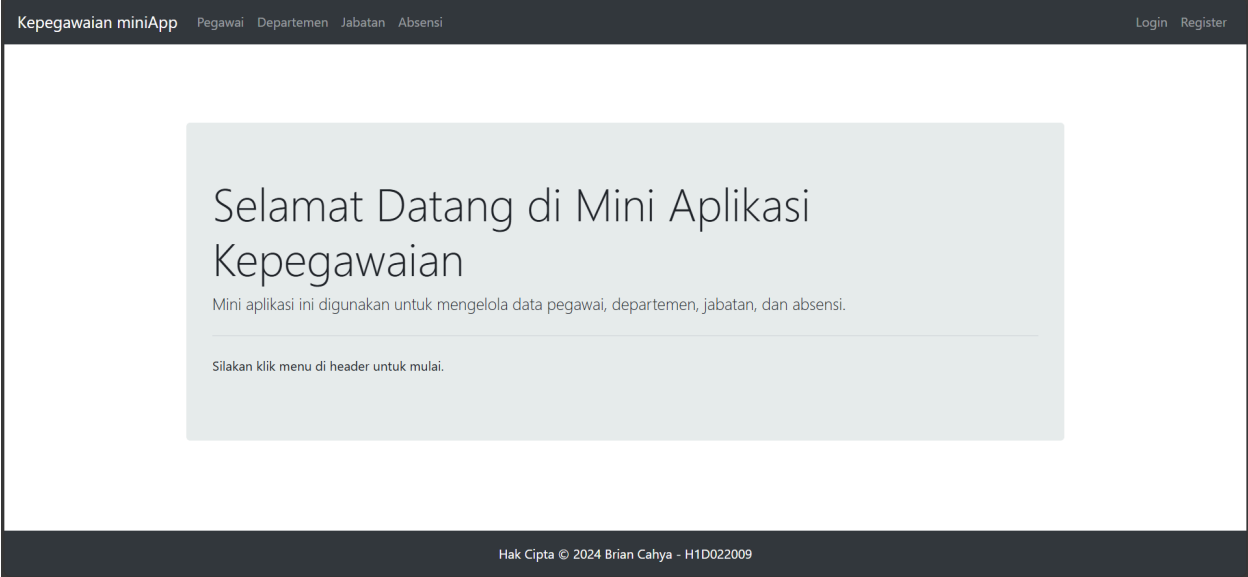 Kepegawaian miniApp Pegawai Departemen Jabatan Absensi Login Register
Selamat Datang di Mini Aplikasi
Kepegawaian
Mini aplikasi ini digunakan untuk mengelola data pegawai, departemen, jabatan, dan absensi.
Silakan klik menu di header untuk mulai.
Hak Cipta © 2024 Brian Cahya - H1D022009